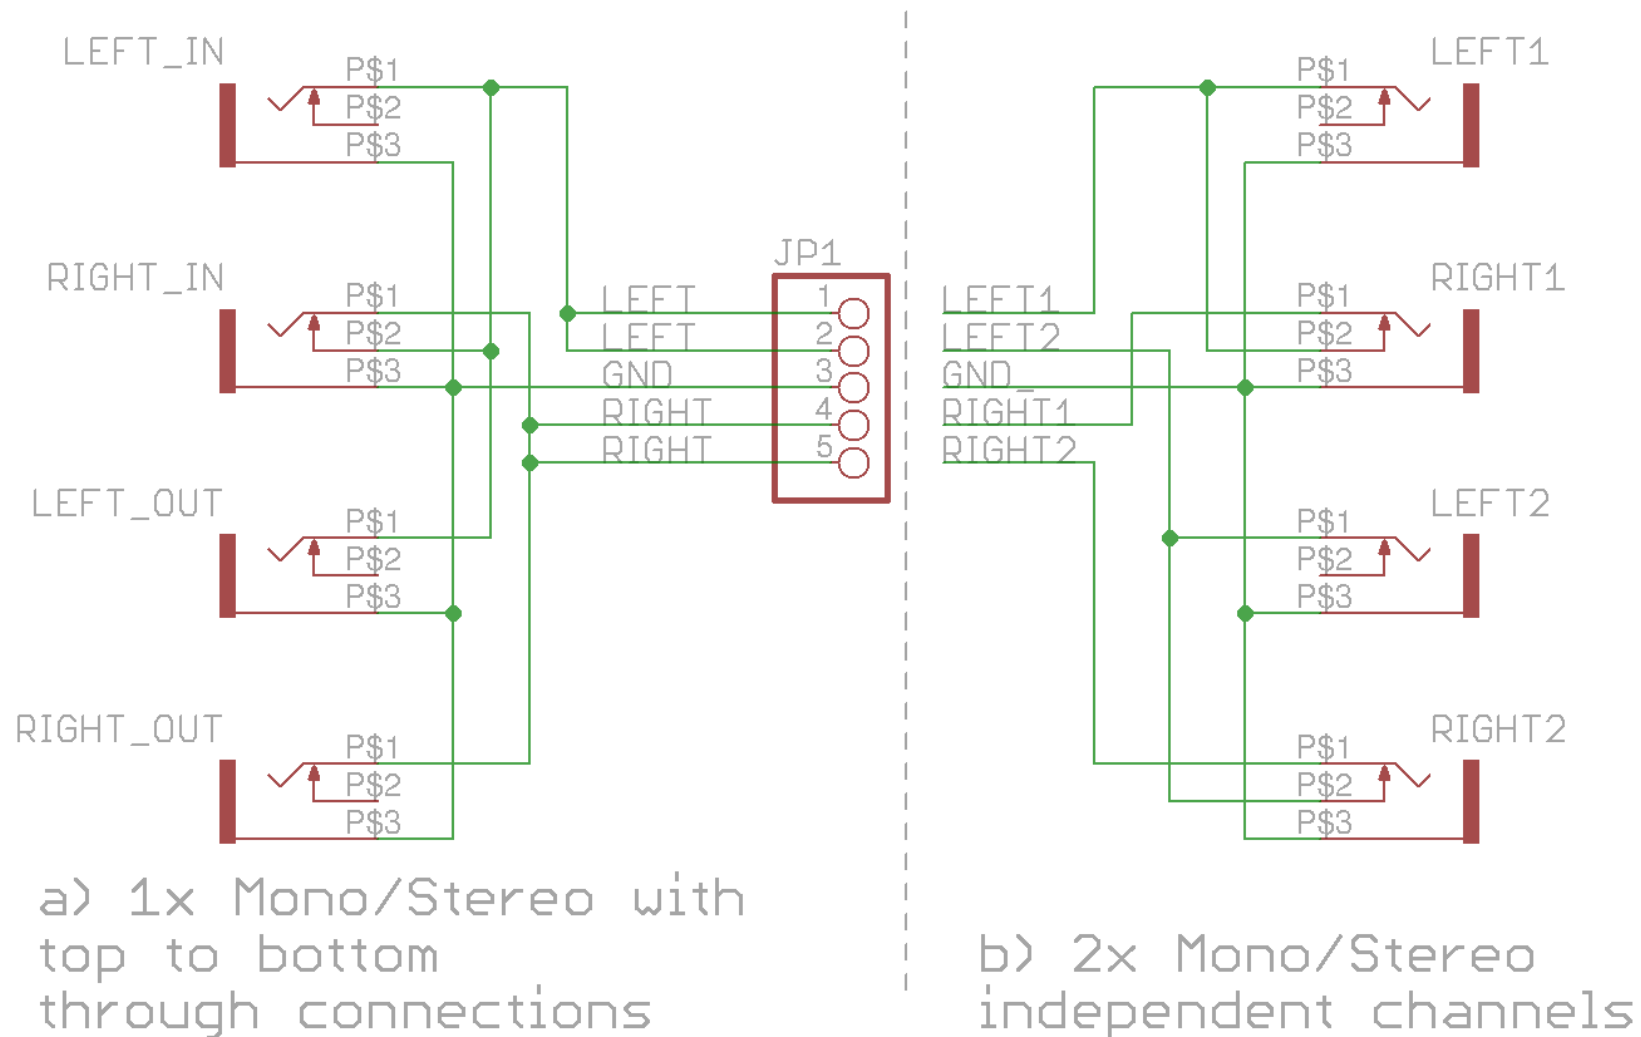 LEFT_IN
P$1
P$2
P$3
RIGHT_IN
P$1
P$2
P$3
LEFT_OUT
P$1
P$2
P$3
RIGHT_OUT
P$1
P$2
P$3
JP1
LEFT 1
LEFT 2
GND 3
RIGHT 4
RIGHT 5
a) 1x Mono/Stereo with
top to bottom
through connections
LEFT1
LEFT2
GND_
RIGHT1
RIGHT2
P$1
P$2
P$3
LEFT1
P$1
P$2
P$3
RIGHT1
P$1
P$2
P$3
LEFT2
P$1
P$2
P$3
RIGHT2
b) 2x Mono/Stereo
independent channels